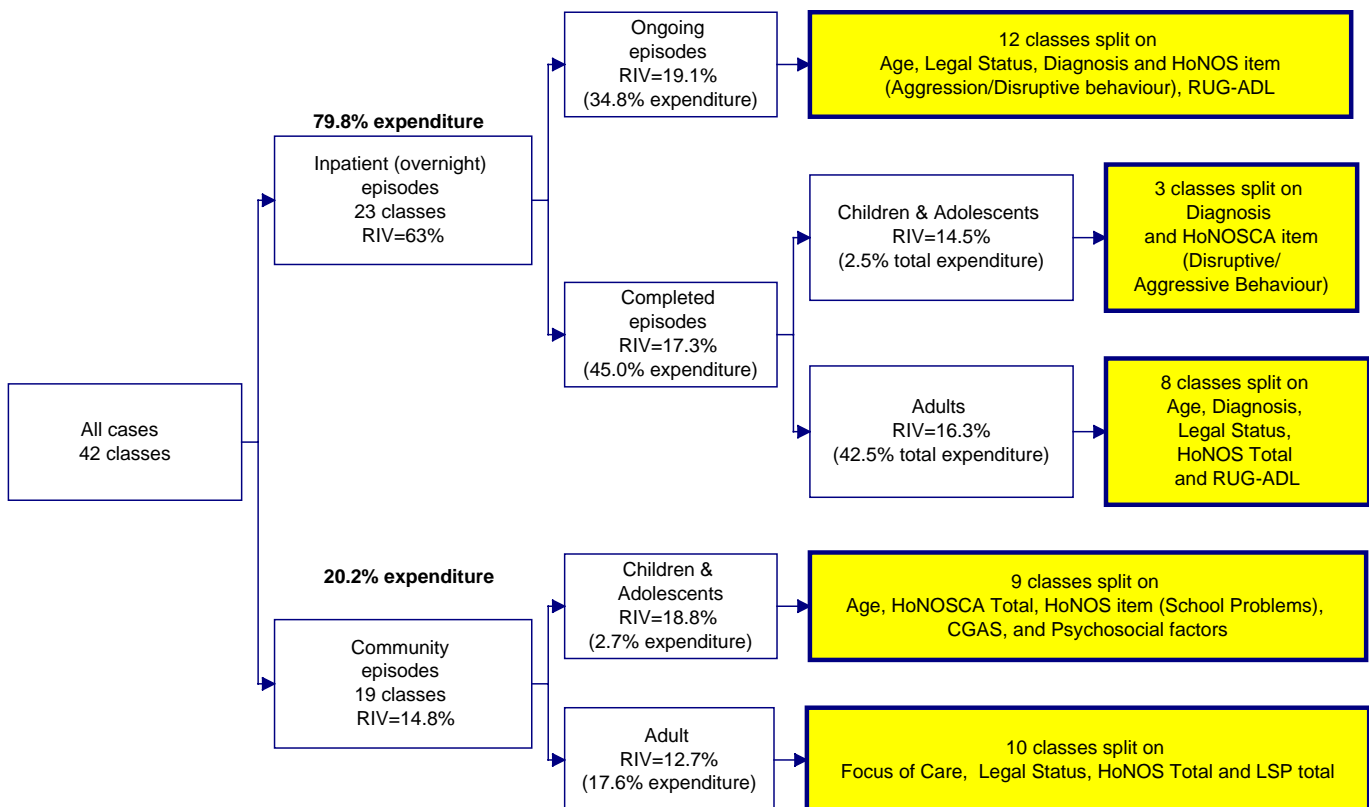 All cases
42 classes
79.8% expenditure
Inpatient (overnight)
episodes
23 classes
RIV=63%
Ongoing
episodes
RIV=19.1%
(34.8% expenditure)
12 classes split on
Age, Legal Status, Diagnosis and HoNOS item
(Aggression/Disruptive behaviour), RUG-ADL
Completed
episodes
RIV=17.3%
(45.0% expenditure)
Children & Adolescents
RIV=14.5%
(2.5% total expenditure)
3 classes split on
Diagnosis
and HoNOSCA item
(Disruptive/
Aggressive Behaviour)
Adults
RIV=16.3%
(42.5% total expenditure)
8 classes split on
Age, Diagnosis,
Legal Status,
HoNOS Total
and RUG-ADL
20.2% expenditure
Community
episodes
19 classes
RIV=14.8%
Children &
Adolescents
RIV=18.8%
(2.7% expenditure)
9 classes split on
Age, HoNOSCA Total, HoNOS item (School Problems),
CGAS, and Psychosocial factors
Adult
RIV=12.7%
(17.6% expenditure)
10 classes split on
Focus of Care, Legal Status, HoNOS Total and LSP total